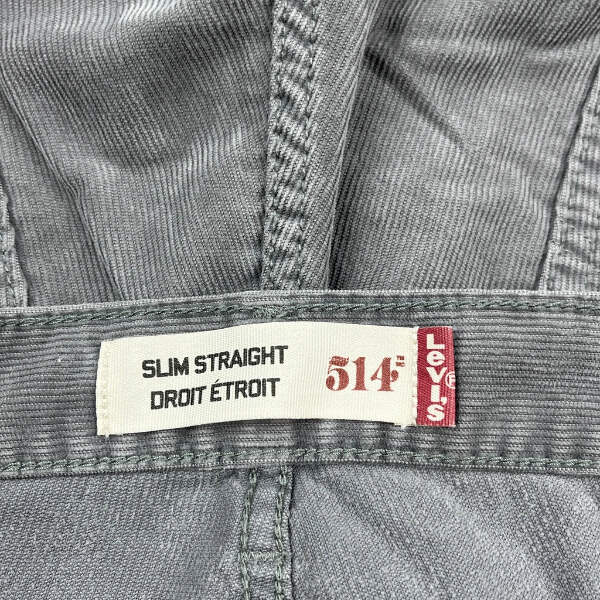 SLIM STRAIGHT
DROIT ÉTROIT
514™
Levi's®